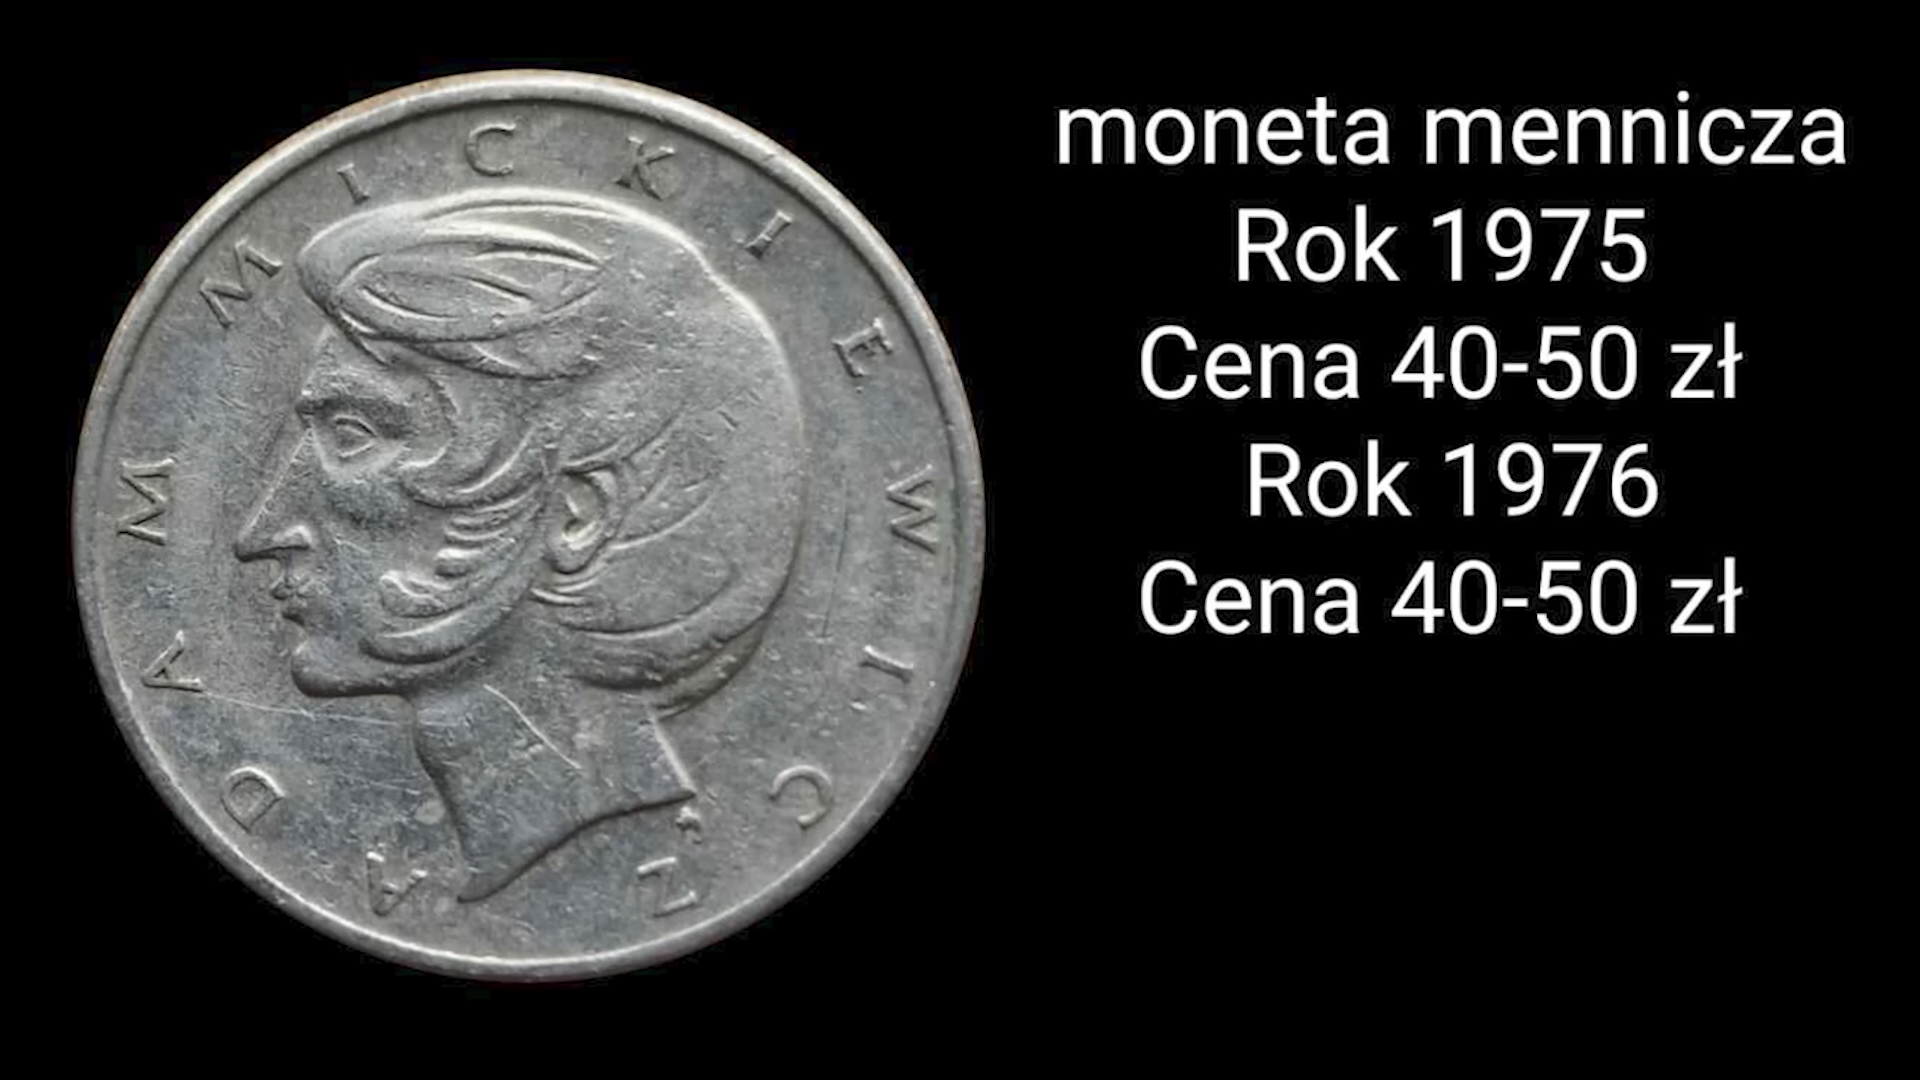 ADAM MICKIEWICZ
moneta mennicza
Rok 1975
Cena 40-50 zł
Rok 1976
Cena 40-50 zł